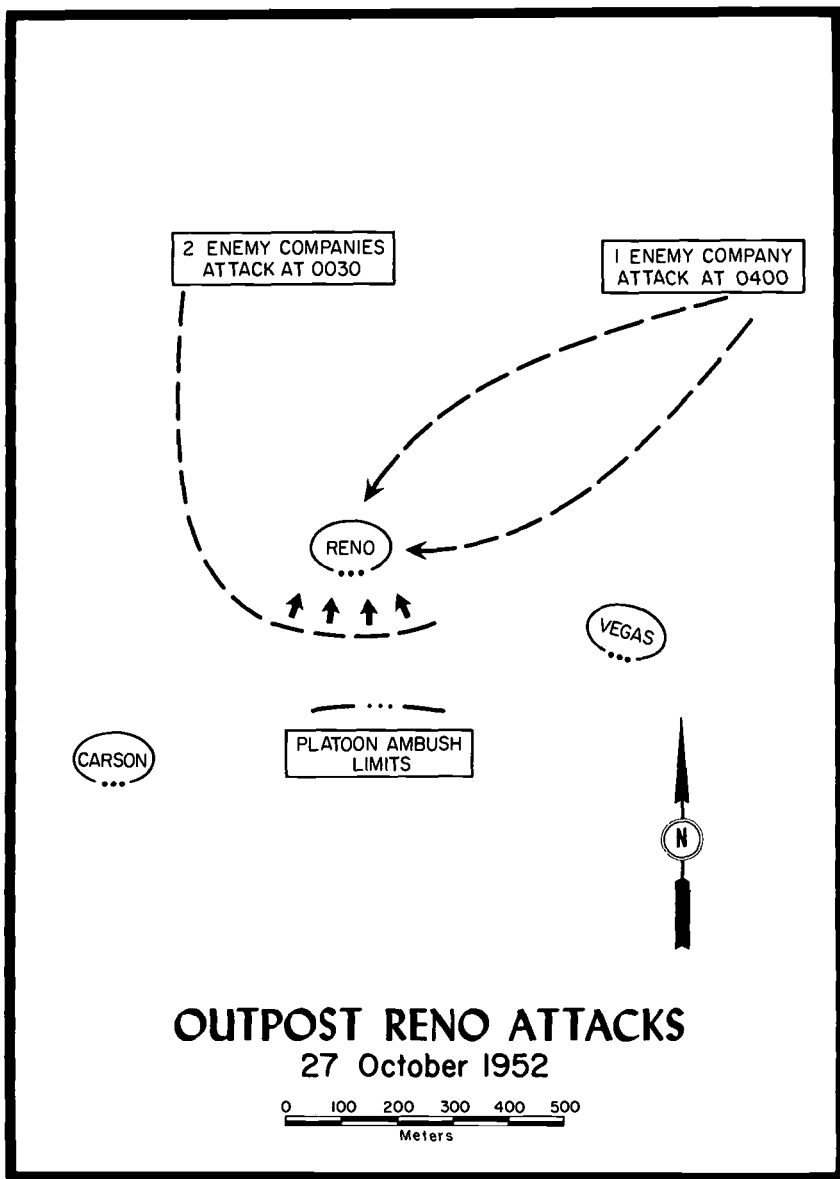 2 ENEMY COMPANIES
ATTACK AT 0030
1 ENEMY COMPANY
ATTACK AT 0400
RENO
VEGAS
CARSON
PLATOON AMBUSH
LIMITS
N
OUTPOST RENO ATTACKS
27 October 1952
0 100 200 300 400 500
Meters